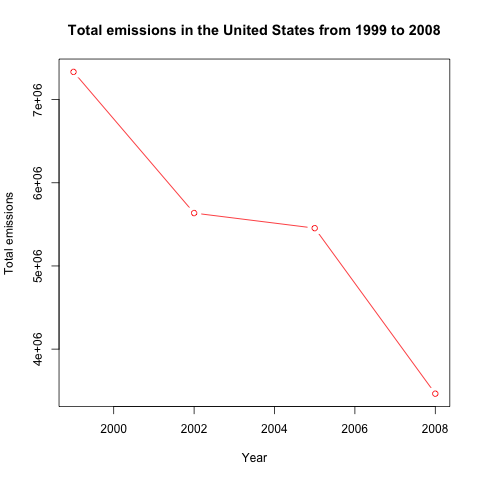 Total emissions in the United States from 1999 to 2008
Total emissions
7e+06
6e+06
5e+06
4e+06
2000 2002 2004 2006 2008
Year